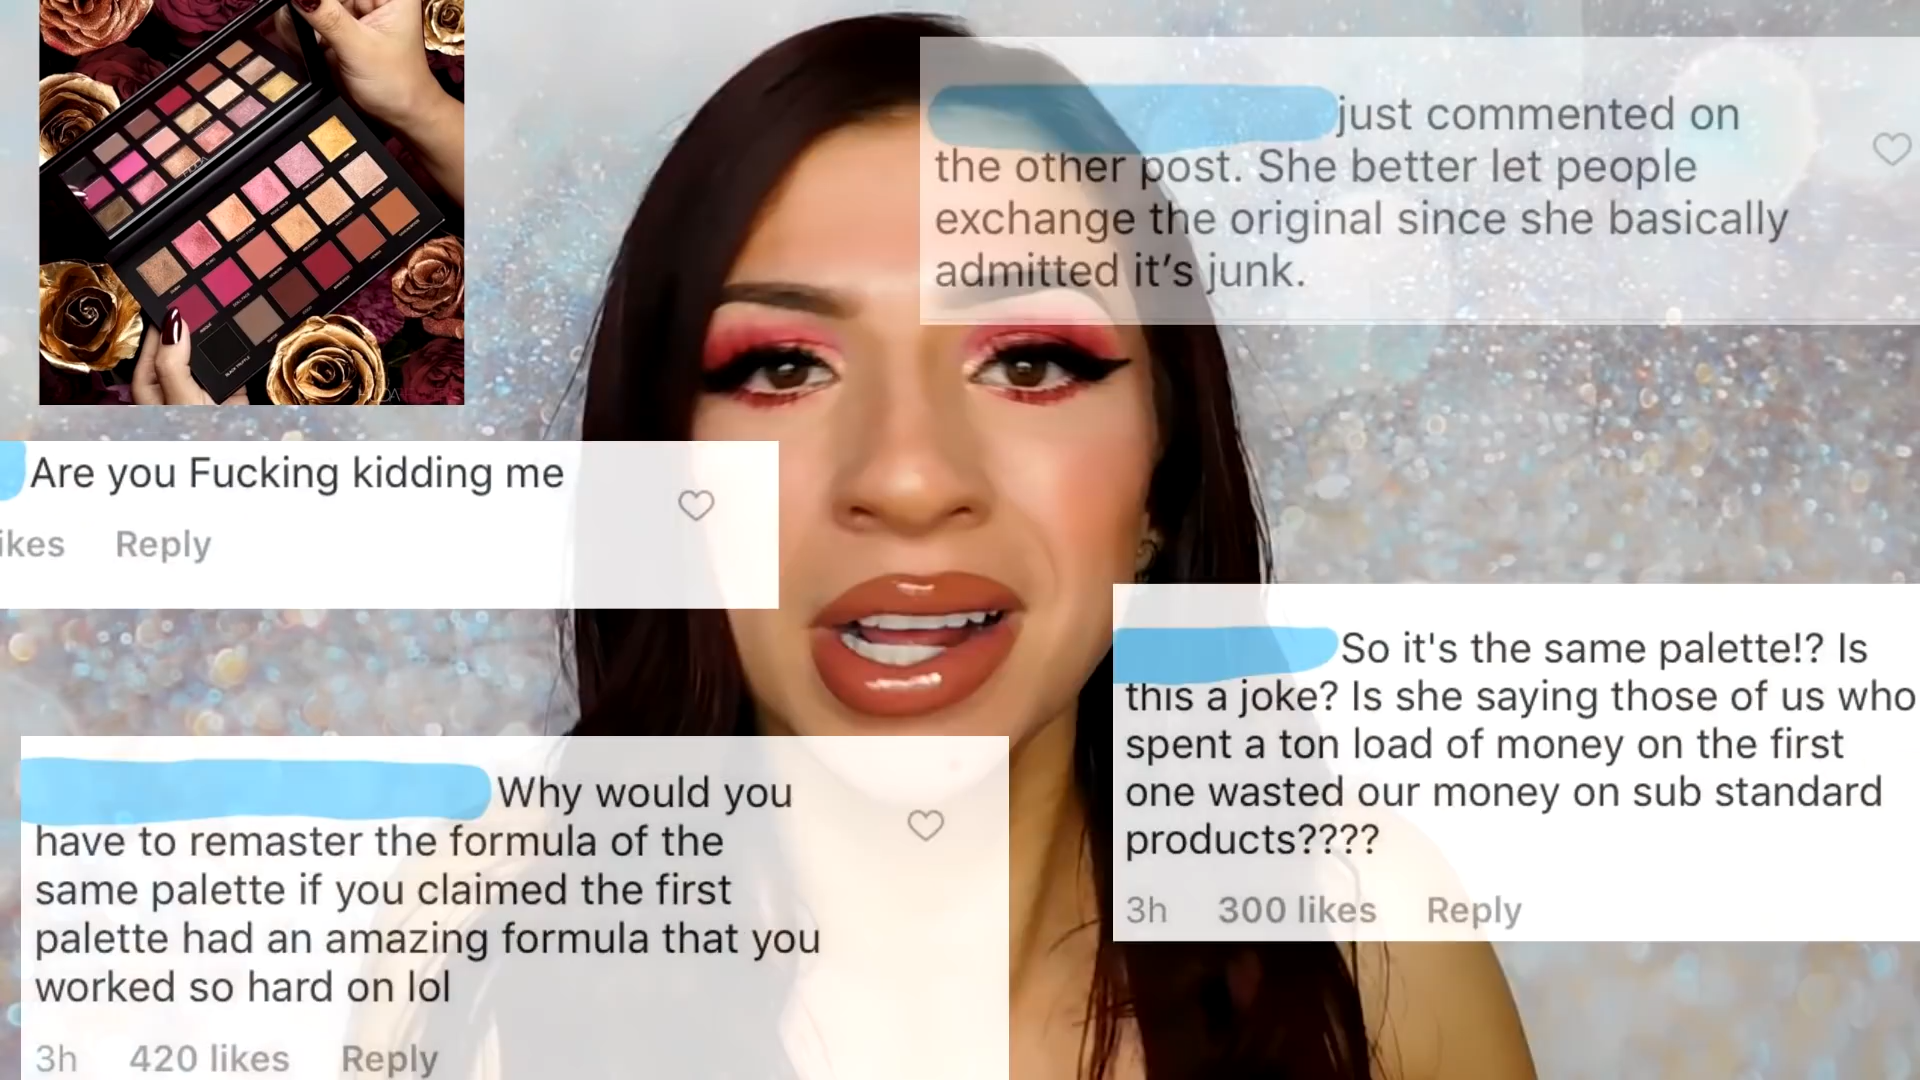 just commented on
the other post. She better let people
exchange the original since she basically
admitted it’s junk.
Are you Fucking kidding me
ikes Reply
So it's the same palette!? Is
this a joke? Is she saying those of us who
spent a ton load of money on the first
one wasted our money on sub standard
products????
3h 300 likes Reply
Why would you
have to remaster the formula of the
same palette if you claimed the first
palette had an amazing formula that you
worked so hard on lol
3h 420 likes Reply